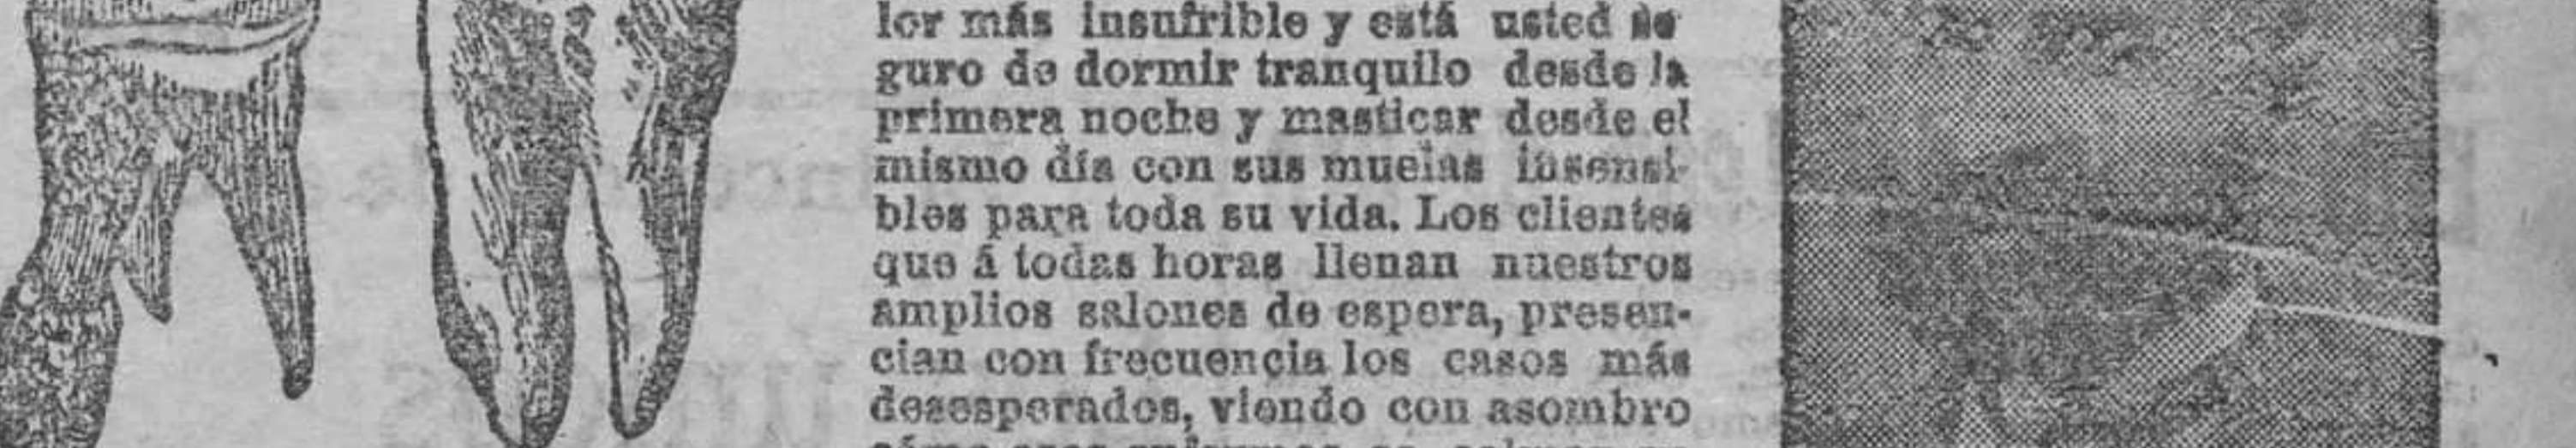 lor más insufrible y está usted se
guro de dormir tranquilo desde la
primera noche y masticar desde el
mismo día con sus muelas insensi-
bles para toda su vida. Los clientes
que á todas horas llenan nuestros
amplios salones de espera, presen-
cian con frecuencia los casos más
desesperados, viendo con asombro